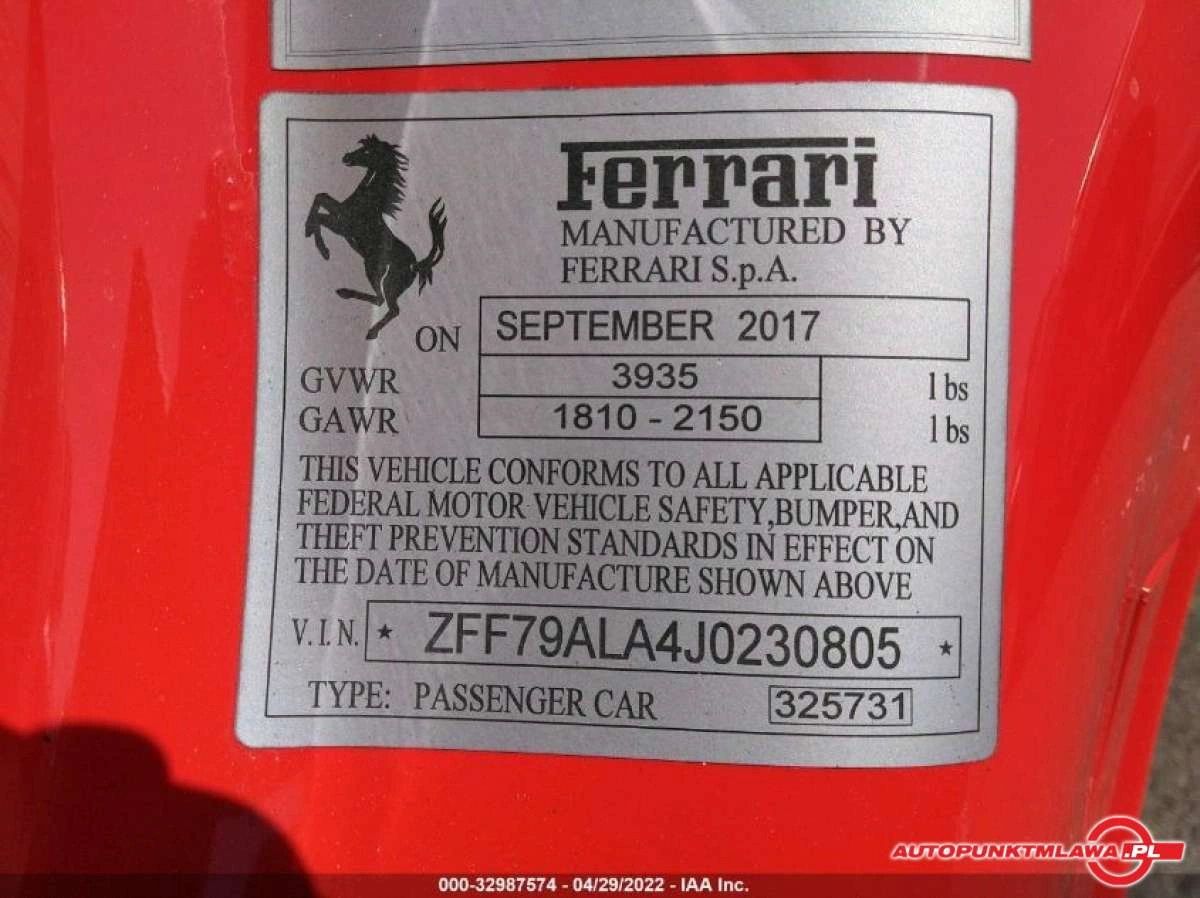 Ferrari
MANUFACTURED BY
FERRARI S.p.A.
ON SEPTEMBER 2017
GVWR 3935 lbs
GAWR 1810 - 2150 lbs
THIS VEHICLE CONFORMS TO ALL APPLICABLE
FEDERAL MOTOR VEHICLE SAFETY,BUMPER,AND
THEFT PREVENTION STANDARDS IN EFFECT ON
THE DATE OF MANUFACTURE SHOWN ABOVE
V.I.N. * ZFF79ALA4J0230805 *
TYPE: PASSENGER CAR 325731
AUTOPUNKTMLAWA.PL
000-32987574 - 04/29/2022 - IAA Inc.